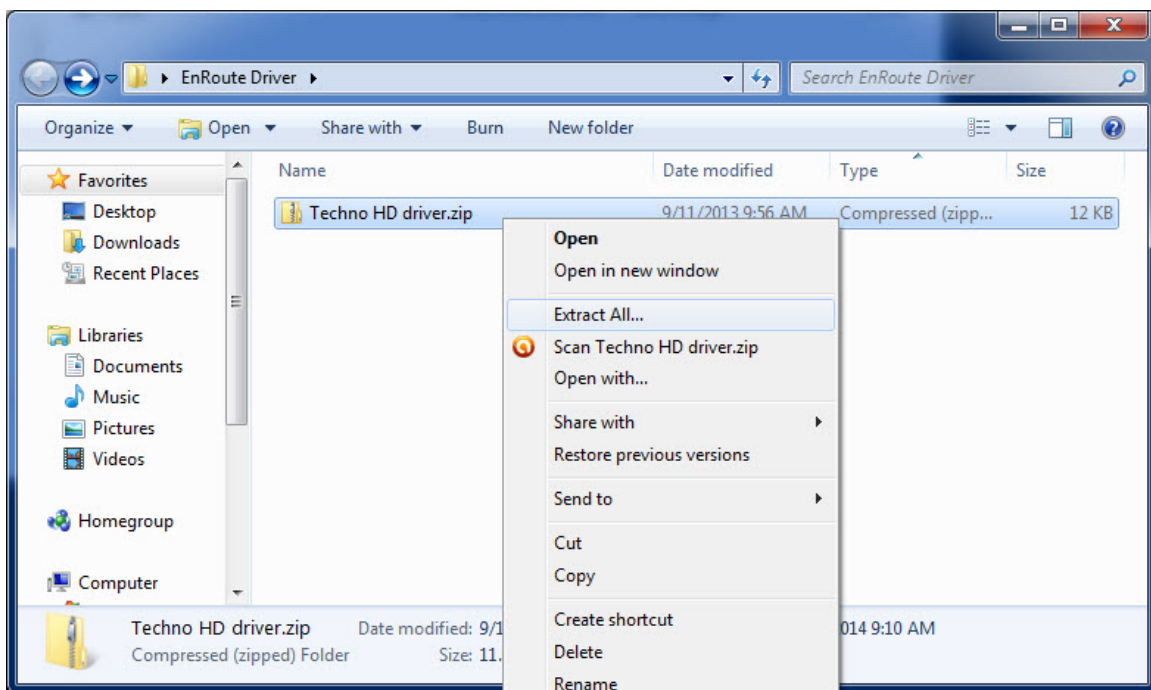 EnRoute Driver
Search EnRoute Driver
Organize Open Share with Burn New folder
Name Date modified Type Size
Techno HD driver.zip 9/11/2013 9:56 AM Compressed (zipp... 12 KB
Favorites
Desktop
Downloads
Recent Places
Libraries
Documents
Music
Pictures
Videos
Homegroup
Computer
Open
Open in new window
Extract All...
Scan Techno HD driver.zip
Open with...
Share with
Restore previous versions
Send to
Cut
Copy
Create shortcut
Delete
Rename
Techno HD driver.zip Date modified: 9/1 014 9:10 AM
Compressed (zipped) Folder Size: 11.